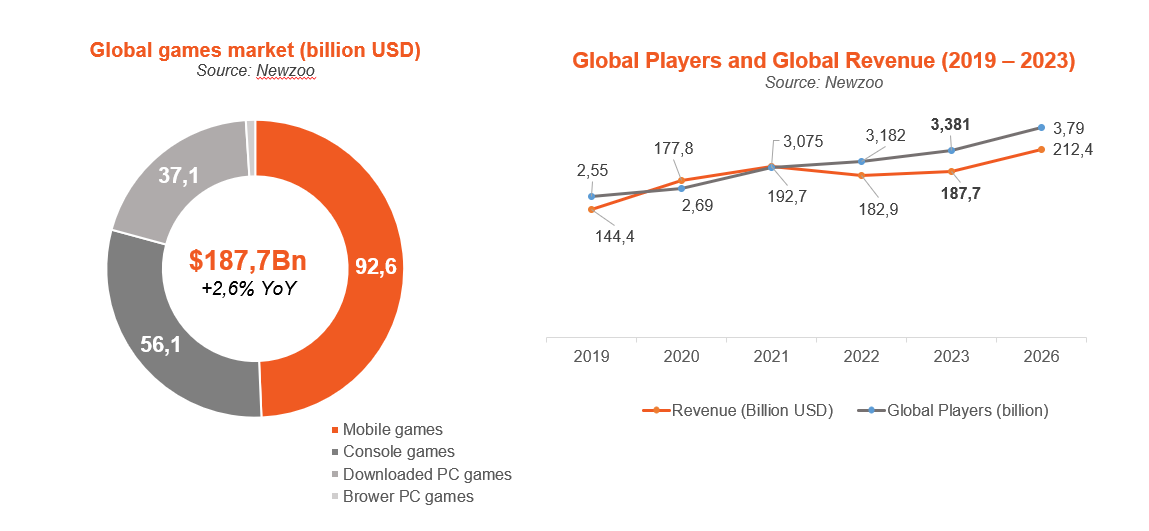 Global games market (billion USD)
Source: Newzoo
37,1
92,6
56,1
$187,7Bn
+2,6% YoY
Mobile games
Console games
Downloaded PC games
Brower PC games
Global Players and Global Revenue (2019 – 2023)
Source: Newzoo
2,55
177,8
3,075
3,182
3,381
3,79
212,4
144,4
2,69
192,7
182,9
187,7
2019
2020
2021
2022
2023
2026
Revenue (Billion USD)
Global Players (billion)